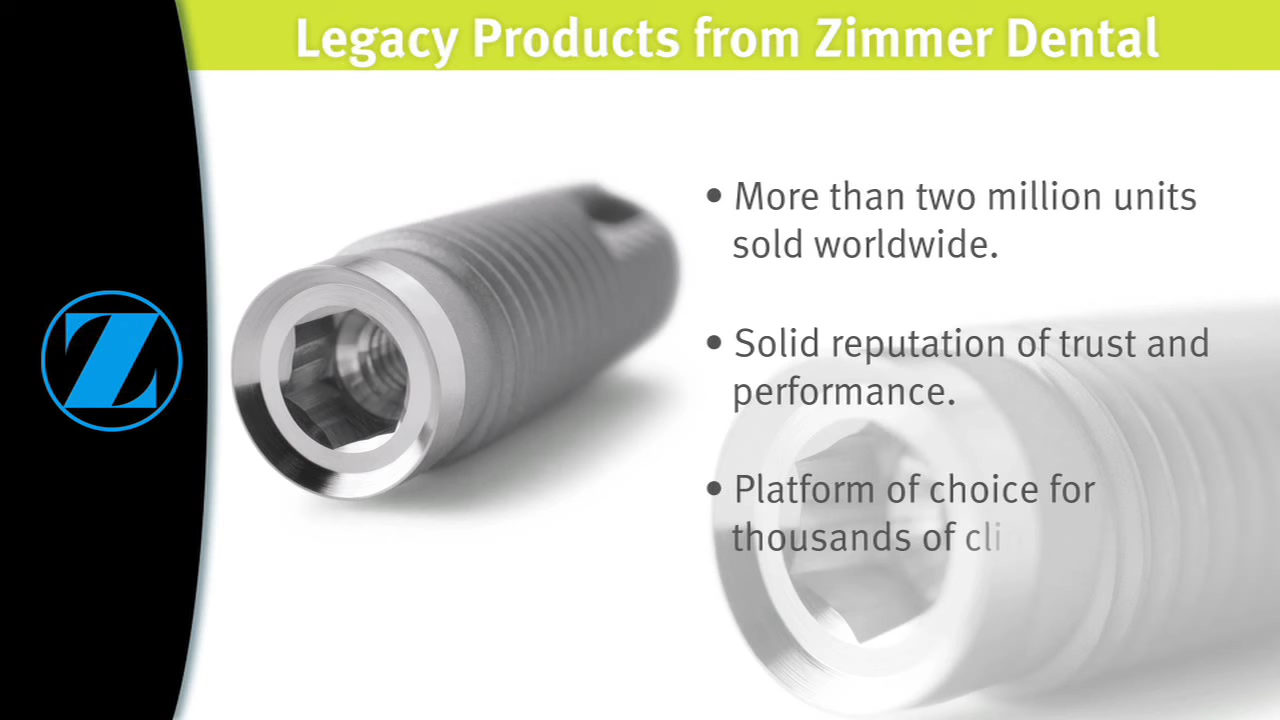 Legacy Products from Zimmer Dental
• More than two million units
sold worldwide.
• Solid reputation of trust and
performance.
• Platform of choice for
thousands of cli
Z